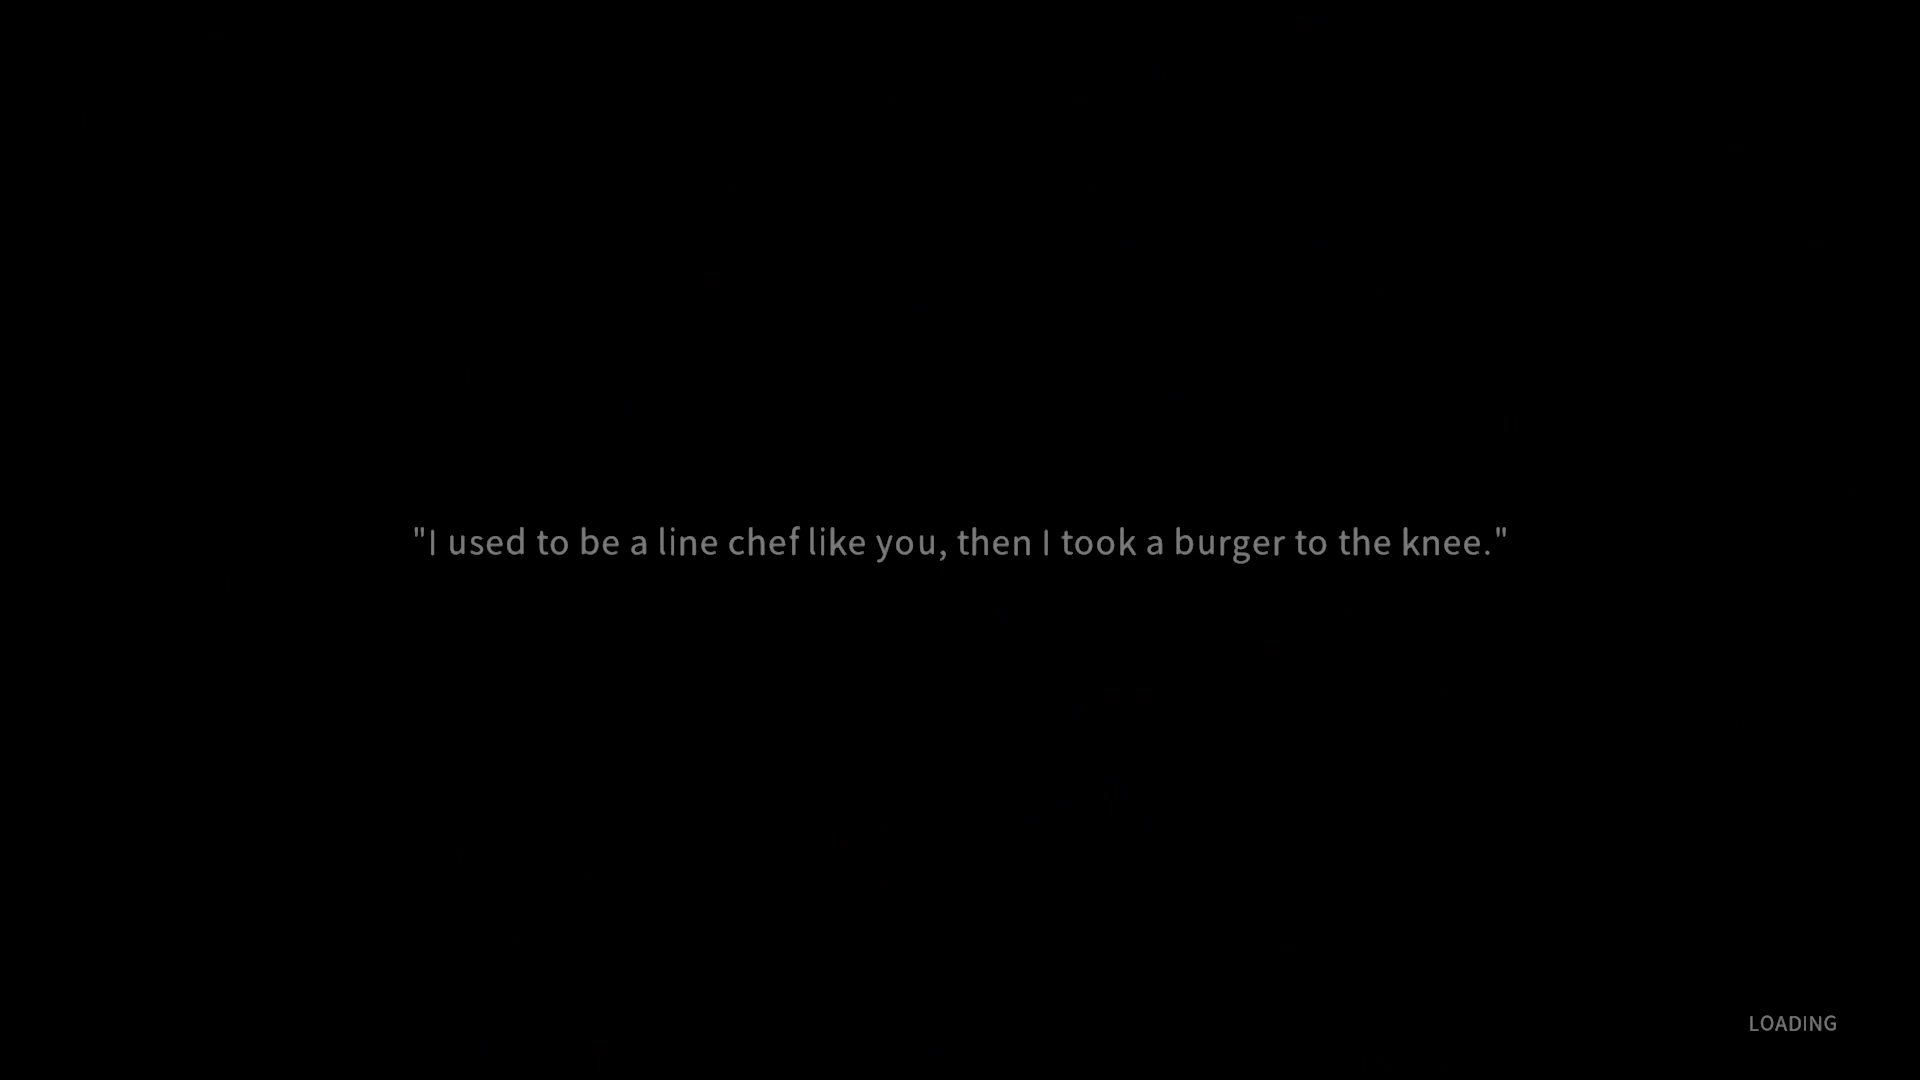 "I used to be a line chef like you, then I took a burger to the knee."
LOADING